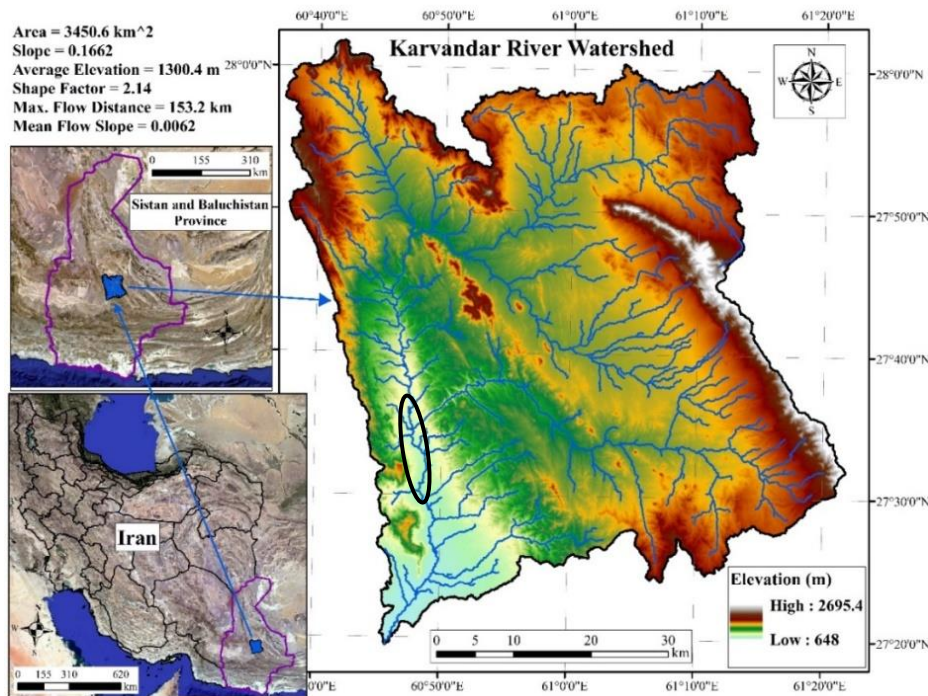 Area = 3450.6 km^2
Slope = 0.1662
Average Elevation = 1300.4 m
Shape Factor = 2.14
Max. Flow Distance = 153.2 km
Mean Flow Slope = 0.0062
0 155 310
km
Sistan and Baluchistan
Province
Iran
0 155 310 620
km
60°40'0"E 60°50'0"E 61°0'0"E 61°10'0"E 61°20'0"E
Karvandar River Watershed
N
W E
S
28°0'0"N
28°0'0"N
27°50'0"N
27°40'0"N
27°30'0"N
27°20'0"N
Elevation (m)
High : 2695.4
Low : 648
0 5 10 20 30
km
0'0"E 60°50'0"E 61°0'0"E 61°10'0"E 61°20'0"E